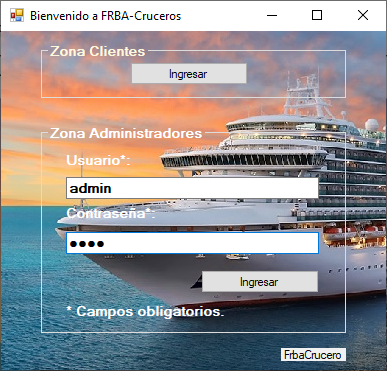 Bienvenido a FRBA-Cruceros
Zona Clientes
Ingresar
Zona Administradores
Usuario*:
admin
Contraseña*:
●●●●
Ingresar
* Campos obligatorios.
FrbaCrucero